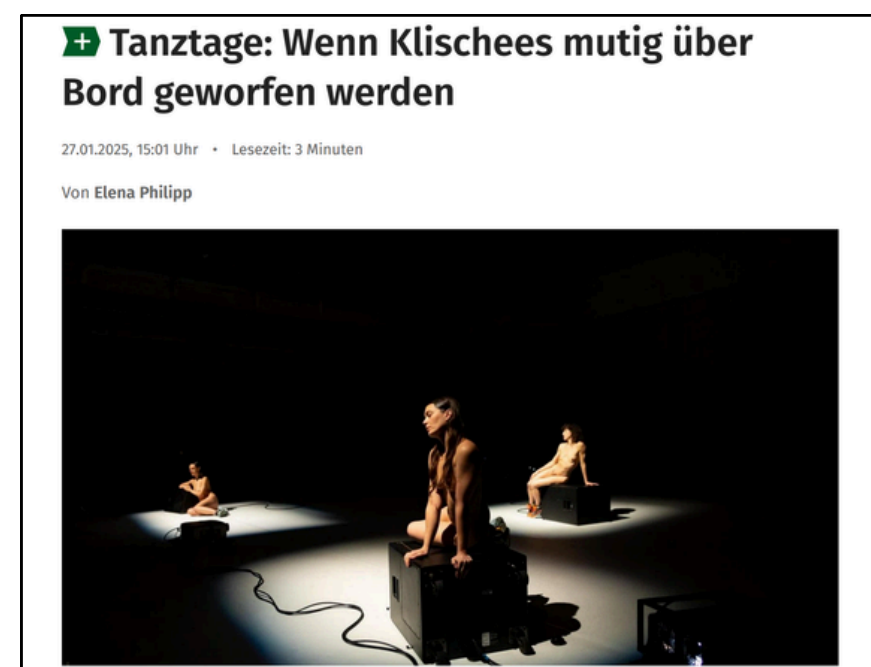 + Tanztage: Wenn Klischees mutig über
Bord geworfen werden
27.01.2025, 15:01 Uhr • Lesezeit: 3 Minuten
Von Elena Philipp